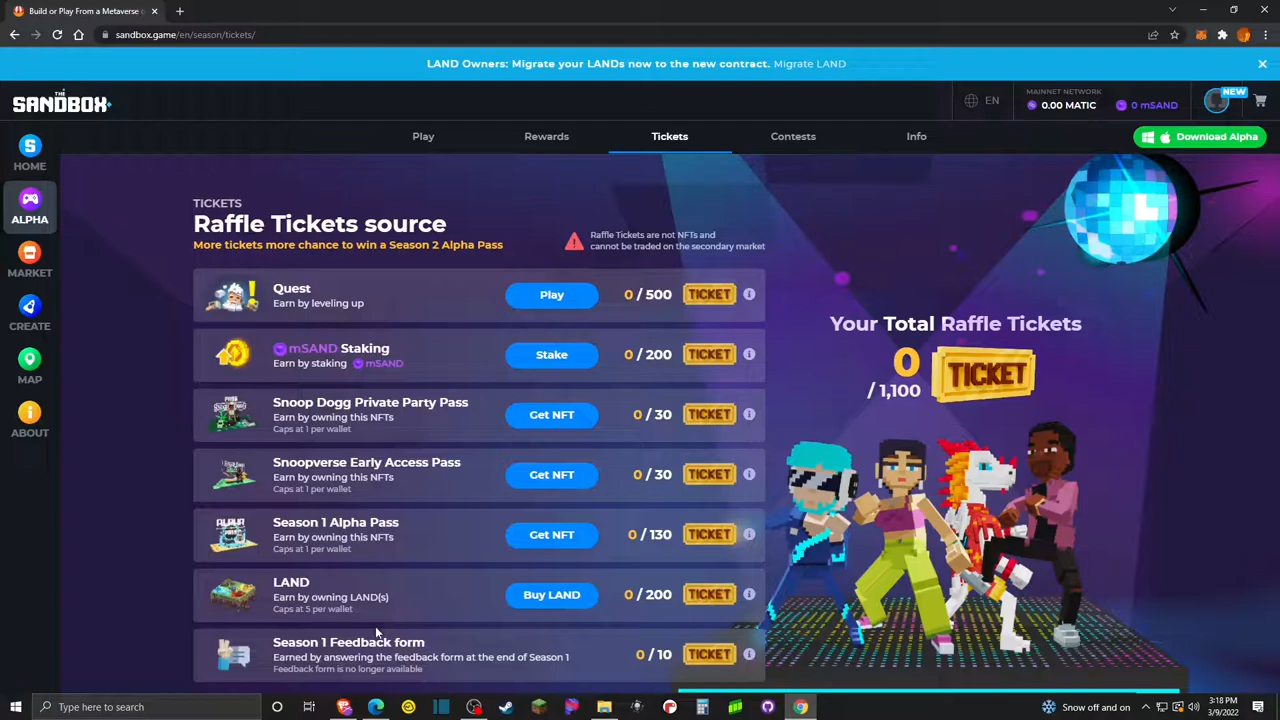 Build or Play From a Metaverse o
sandbox.game/en/season/tickets/
LAND Owners: Migrate your LANDs now to the new contract. Migrate LAND
THE SANDBOX
EN
MAINNET NETWORK
0.00 MATIC
0 mSAND
NEW
Play
Rewards
Tickets
Contests
Info
Download Alpha
HOME
ALPHA
MARKET
CREATE
MAP
ABOUT
TICKETS
Raffle Tickets source
More tickets more chance to win a Season 2 Alpha Pass
Raffle Tickets are not NFTs and
cannot be traded on the secondary market
Quest
Earn by leveling up
Play
0 / 500
TICKET
mSAND Staking
Earn by staking mSAND
Stake
0 / 200
TICKET
Snoop Dogg Private Party Pass
Earn by owning this NFTs
Caps at 1 per wallet
Get NFT
0 / 30
TICKET
Snoopverse Early Access Pass
Earn by owning this NFTs
Caps at 1 per wallet
Get NFT
0 / 30
TICKET
Season 1 Alpha Pass
Earn by owning this NFTs
Caps at 1 per wallet
Get NFT
0 / 130
TICKET
LAND
Earn by owning LAND(s)
Caps at 5 per wallet
Buy LAND
0 / 200
TICKET
Season 1 Feedback form
Earned by answering the feedback form at the end of Season 1
Feedback form is no longer available
0 / 10
TICKET
Your Total Raffle Tickets
0
/ 1,100
TICKET
Type here to search
Snow off and on
3:18 PM
3/9/2022